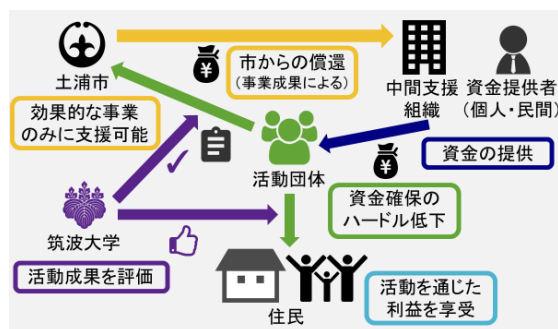 土浦市
¥
市からの償還
(事業成果による)
中間支援
組織
資金提供者
(個人・民間)
効果的な事業
のみに支援可能
活動団体
¥
資金の提供
資金確保の
ハードル低下
筑波大学
活動成果を評価
住民
活動を通じた
利益を享受